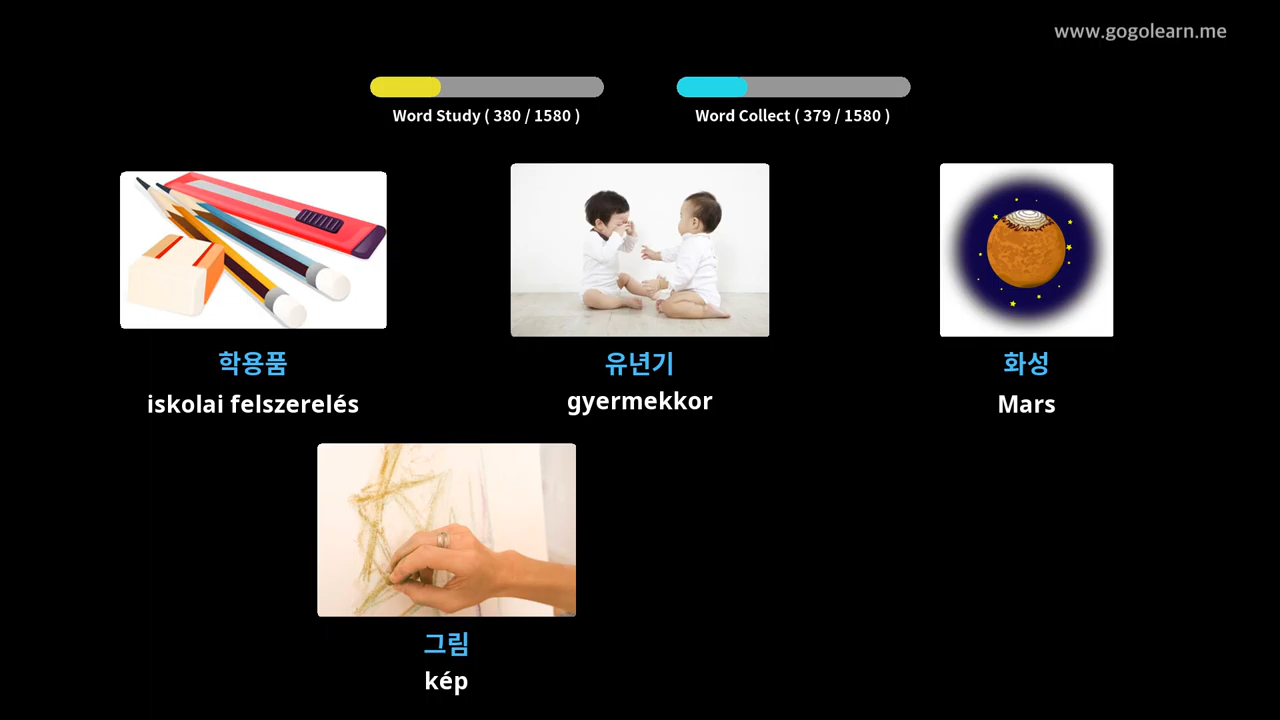 www.gogolearn.me
Word Study ( 380 / 1580 )
Word Collect ( 379 / 1580 )
학용품
iskolai felszerelés
유년기
gyermekkor
화성
Mars
그림
kép